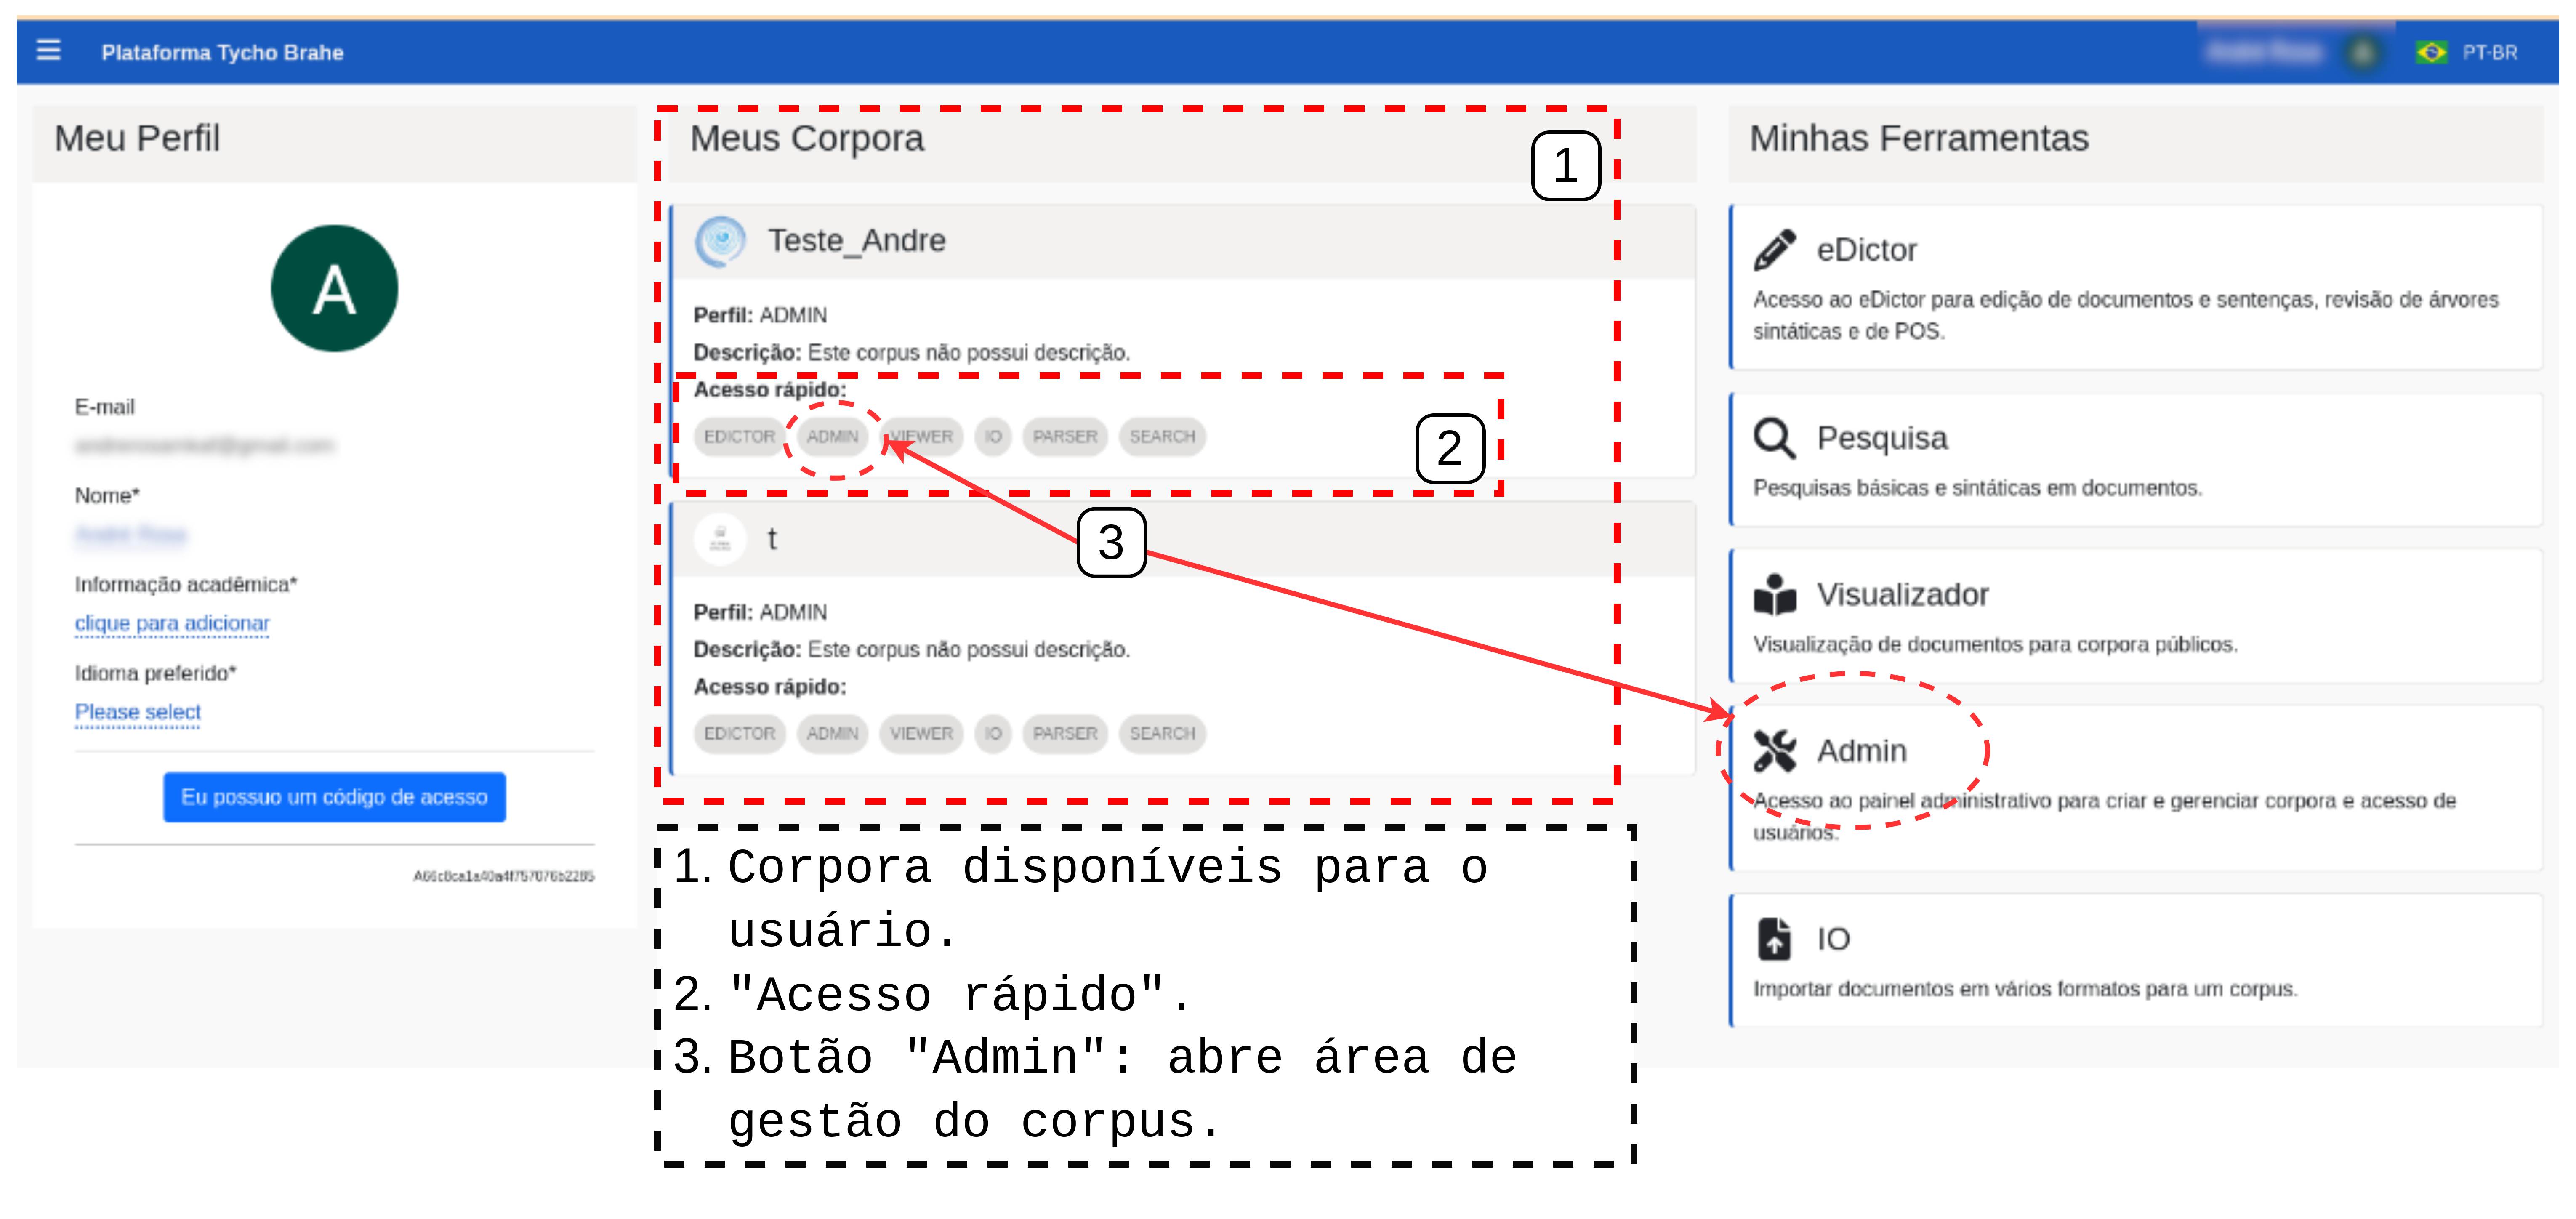 Plataforma Tycho Brahe
PT-BR
Meu Perfil
A
E-mail
Nome*
Informação acadêmica*
clique para adicionar
Idioma preferido*
Please select
Eu possuo um código de acesso
Meus Corpora
1
Teste_Andre
Perfil: ADMIN
Descrição: Este corpus não possui descrição.
Acesso rápido:
EDICTOR ADMIN VIEWER IO PARSER SEARCH
2
3
t
Perfil: ADMIN
Descrição: Este corpus não possui descrição.
Acesso rápido:
EDICTOR ADMIN VIEWER IO PARSER SEARCH
1. Corpora disponíveis para o
usuário.
2. "Acesso rápido".
3. Botão "Admin": abre área de
gestão do corpus.
Minhas Ferramentas
eDictor
Acesso ao eDictor para edição de documentos e sentenças, revisão de árvores
sintáticas e de POS.
Pesquisa
Pesquisas básicas e sintáticas em documentos.
Visualizador
Visualização de documentos para corpora públicos.
Admin
Acesso ao painel administrativo para criar e gerenciar corpora e acesso de
usuários.
IO
Importar documentos em vários formatos para um corpus.